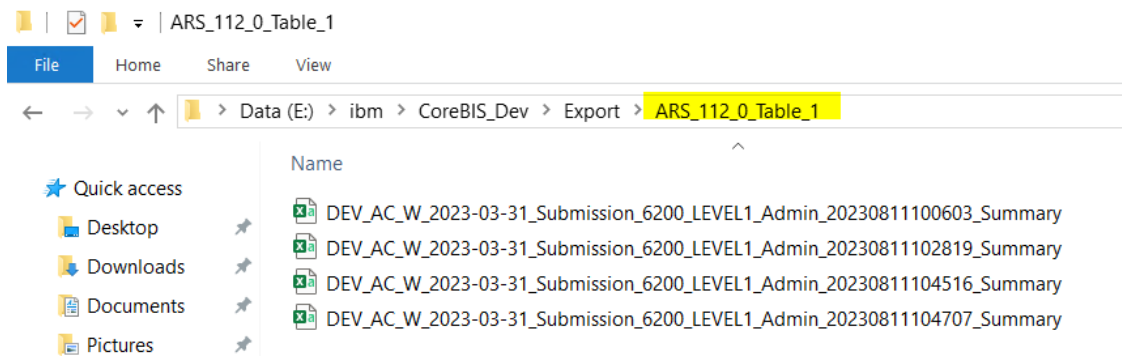 ARS_112_0_Table_1
File Home Share View
Data (E:) > ibm > CoreBIS_Dev > Export > ARS_112_0_Table_1
Name
Quick access
Desktop
Downloads
Documents
Pictures
DEV_AC_W_2023-03-31_Submission_6200_LEVEL1_Admin_20230811100603_Summary
DEV_AC_W_2023-03-31_Submission_6200_LEVEL1_Admin_20230811102819_Summary
DEV_AC_W_2023-03-31_Submission_6200_LEVEL1_Admin_20230811104516_Summary
DEV_AC_W_2023-03-31_Submission_6200_LEVEL1_Admin_20230811104707_Summary